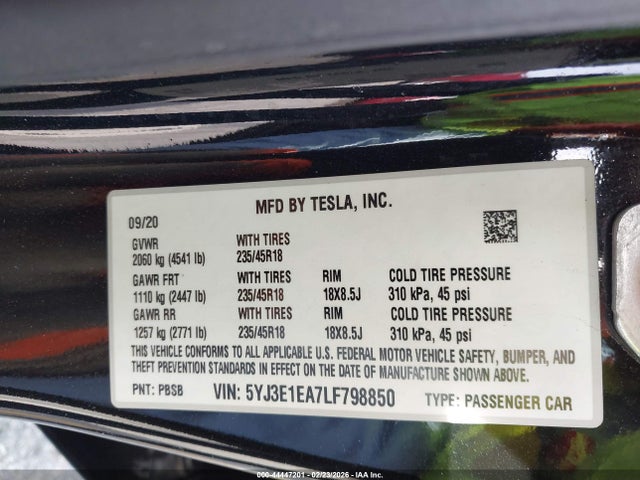 MFD BY TESLA, INC.
09/20
GVWR WITH TIRES
2060 kg (4541 lb) 235/45R18
GAWR FRT WITH TIRES RIM COLD TIRE PRESSURE
1110 kg (2447 lb) 235/45R18 18X8.5J 310 kPa, 45 psi
GAWR RR WITH TIRES RIM COLD TIRE PRESSURE
1257 kg (2771 lb) 235/45R18 18X8.5J 310 kPa, 45 psi
THIS VEHICLE CONFORMS TO ALL APPLICABLE U.S. FEDERAL MOTOR VEHICLE SAFETY, BUMPER, AND
THEFT PREVENTION STANDARDS IN EFFECT ON THE DATE OF MANUFACTURE SHOWN ABOVE.
PNT: PBSB VIN: 5YJ3E1EA7LF798850 TYPE: PASSENGER CAR
000-44447201 - 02/23/2026 - IAA Inc.